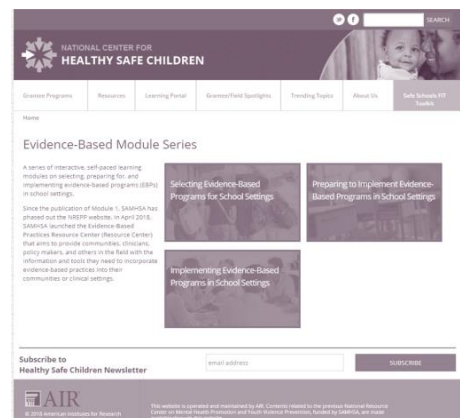 SEARCH
NATIONAL CENTER FOR
HEALTHY SAFE CHILDREN
Grantee Programs
Resources
Learning Portal
Grantee/Field Spotlights
Trending Topics
About Us
Safe Schools FIT
Toolkit
Home
Evidence-Based Module Series
A series of interactive, self-paced learning
modules on selecting, preparing for, and
implementing evidence-based programs (EBPs)
in school settings.
Since the publication of Module 1, SAMHSA has
phased out the NREPP website. In April 2018,
SAMHSA launched the Evidence-Based
Practices Resource Center (Resource Center)
that aims to provide communities, clinicians,
policy makers, and others in the field with the
information and tools they need to incorporate
evidence-based practices into their
communities or clinical settings.
Selecting Evidence-Based
Programs for School Settings
Preparing to Implement Evidence-
Based Programs in School Settings
Implementing Evidence-Based
Programs in School Settings
Subscribe to
Healthy Safe Children Newsletter
email address
SUBSCRIBE
AIR
© 2018 American Institutes for Research
This website is operated and maintained by AIR. Contents related to the previous National Resource
Center on Mental Health Promotion and Youth Violence Prevention, funded by SAMHSA, are made